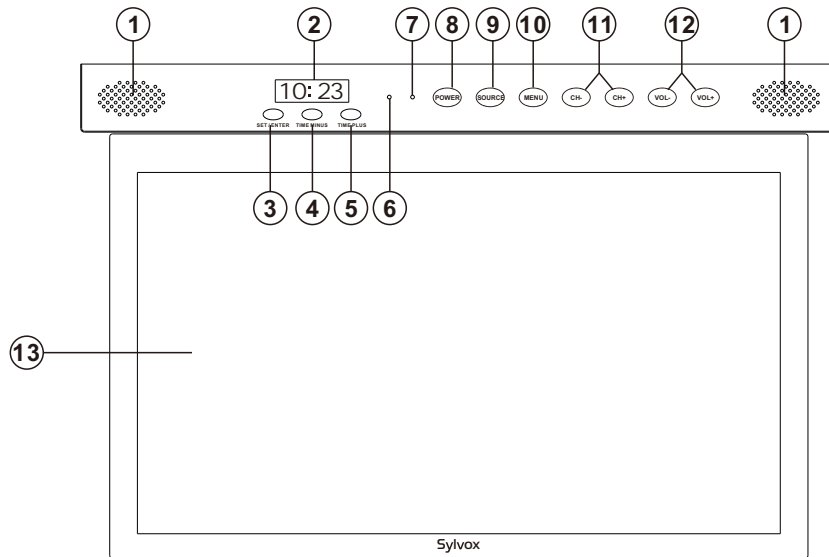 1 2 7 8 9 10 11 12 1
10:23
POWER SOURCE MENU CH- CH+ VOL- VOL+
SET / ENTER TIME MINUS TIME PLUS
3 4 5 6
13
Sylvox